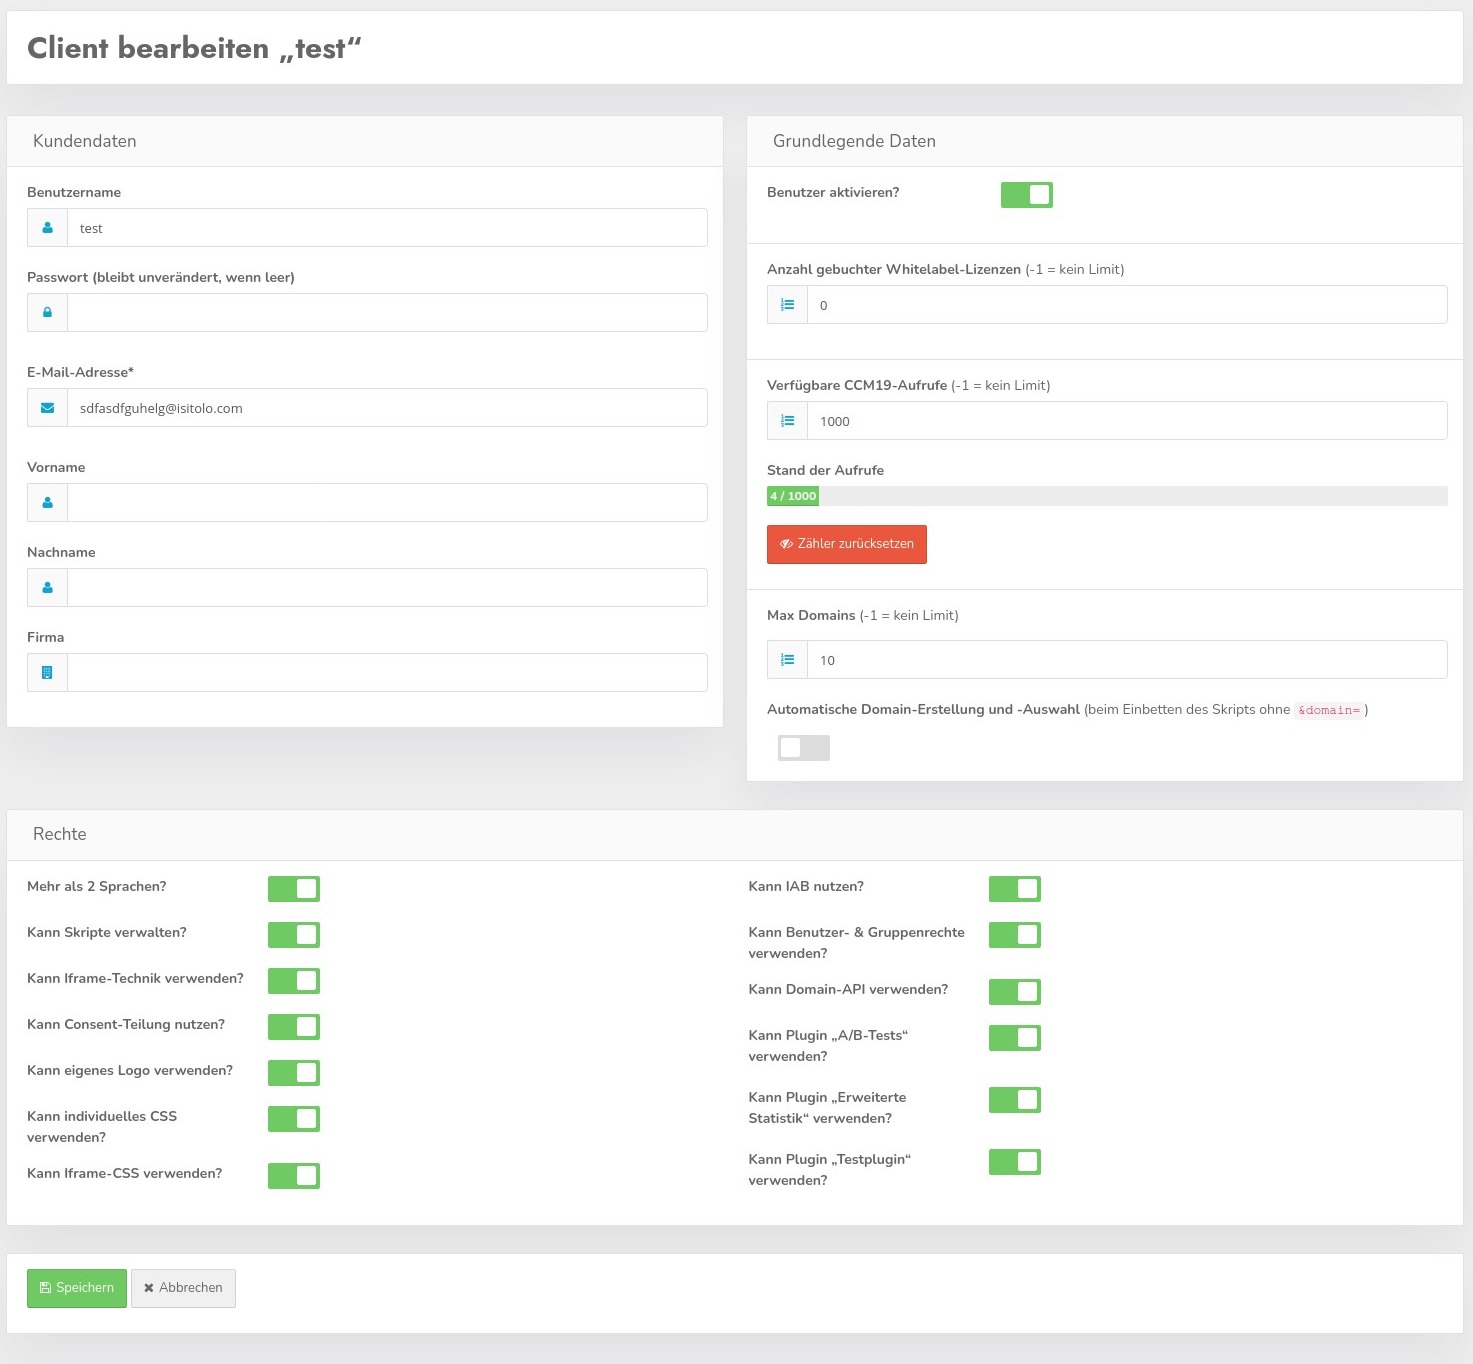 Client bearbeiten „test“
Kundendaten
Benutzername
test
Passwort (bleibt unverändert, wenn leer)
E-Mail-Adresse*
sdfasdfguhelg@isitolo.com
Vorname
Nachname
Firma
Grundlegende Daten
Benutzer aktivieren?
Anzahl gebuchter Whitelabel-Lizenzen (-1 = kein Limit)
0
Verfügbare CCM19-Aufrufe (-1 = kein Limit)
1000
Stand der Aufrufe
4 / 1000
Zähler zurücksetzen
Max Domains (-1 = kein Limit)
10
Automatische Domain-Erstellung und -Auswahl (beim Einbetten des Skripts ohne &domain= )
Rechte
Mehr als 2 Sprachen?
Kann Skripte verwalten?
Kann Iframe-Technik verwenden?
Kann Consent-Teilung nutzen?
Kann eigenes Logo verwenden?
Kann individuelles CSS
verwenden?
Kann Iframe-CSS verwenden?
Kann IAB nutzen?
Kann Benutzer- & Gruppenrechte
verwenden?
Kann Domain-API verwenden?
Kann Plugin „A/B-Tests“
verwenden?
Kann Plugin „Erweiterte
Statistik“ verwenden?
Kann Plugin „Testplugin“
verwenden?
Speichern
Abbrechen